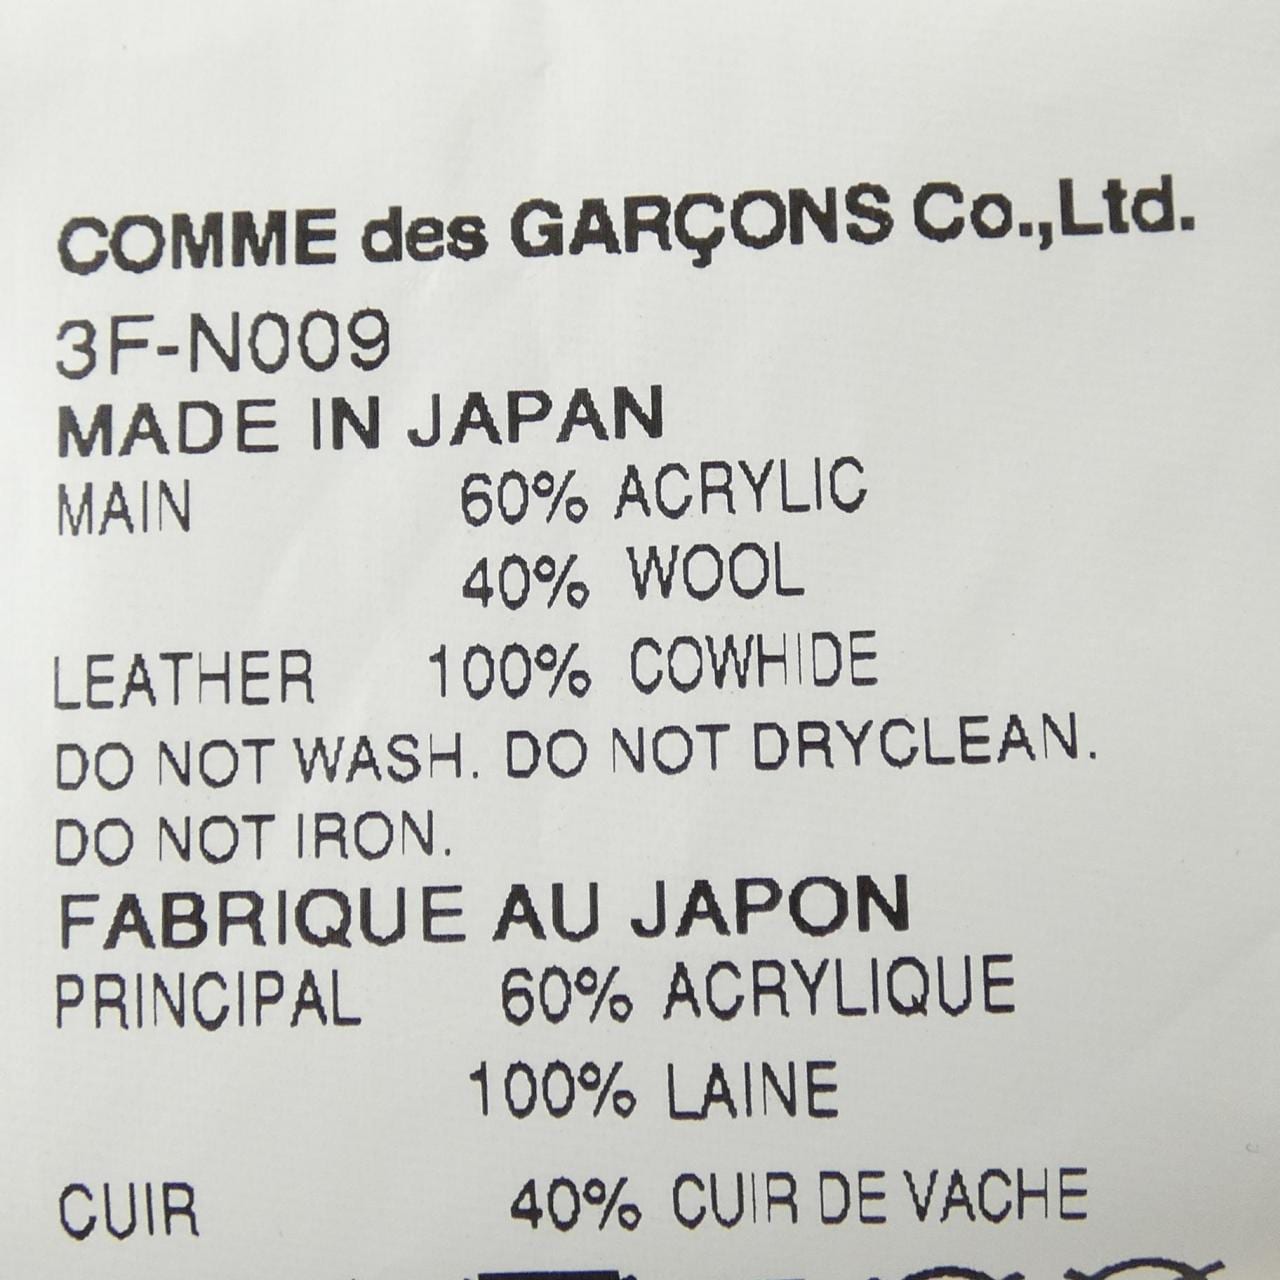 COMME des GARÇONS Co.,Ltd.
3F-N009
MADE IN JAPAN
MAIN 60% ACRYLIC
40% WOOL
LEATHER 100% COWHIDE
DO NOT WASH. DO NOT DRYCLEAN.
DO NOT IRON.
FABRIQUE AU JAPON
PRINCIPAL 60% ACRYLIQUE
100% LAINE
CUIR 40% CUIR DE VACHE